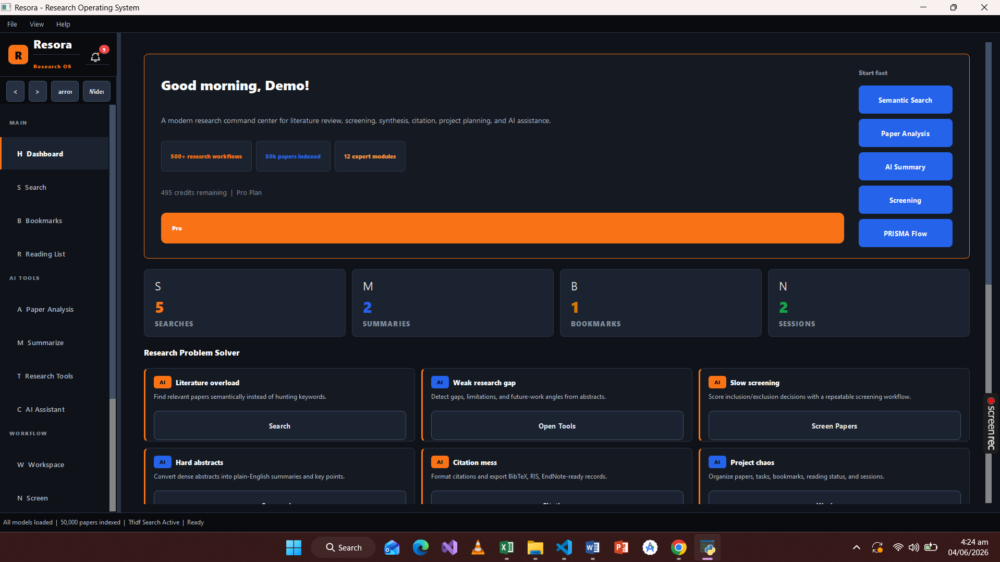 Resora - Research Operating System
File View Help
R
Resora
Research OS
9
< > arrov Wider
MAIN
H Dashboard
S Search
B Bookmarks
R Reading List
AI TOOLS
A Paper Analysis
M Summarize
T Research Tools
C AI Assistant
WORKFLOW
W Workspace
N Screen
Good morning, Demo!
A modern research command center for literature review, screening, synthesis, citation, project planning, and AI assistance.
500+ research workflows
50k papers indexed
12 expert modules
495 credits remaining | Pro Plan
Pro
Start fast
Semantic Search
Paper Analysis
AI Summary
Screening
PRISMA Flow
S
5
SEARCHES
M
2
SUMMARIES
B
1
BOOKMARKS
N
2
SESSIONS
Research Problem Solver
AI Literature overload
Find relevant papers semantically instead of hunting keywords.
Search
AI Weak research gap
Detect gaps, limitations, and future-work angles from abstracts.
Open Tools
AI Slow screening
Score inclusion/exclusion decisions with a repeatable screening workflow.
Screen Papers
AI Hard abstracts
Convert dense abstracts into plain-English summaries and key points.
AI Citation mess
Format citations and export BibTeX, RIS, EndNote-ready records.
AI Project chaos
Organize papers, tasks, bookmarks, reading status, and sessions.
screenrec
All models loaded | 50,000 papers indexed | Tfidf Search Active | Ready
Search
4:24 am
04/06/2026